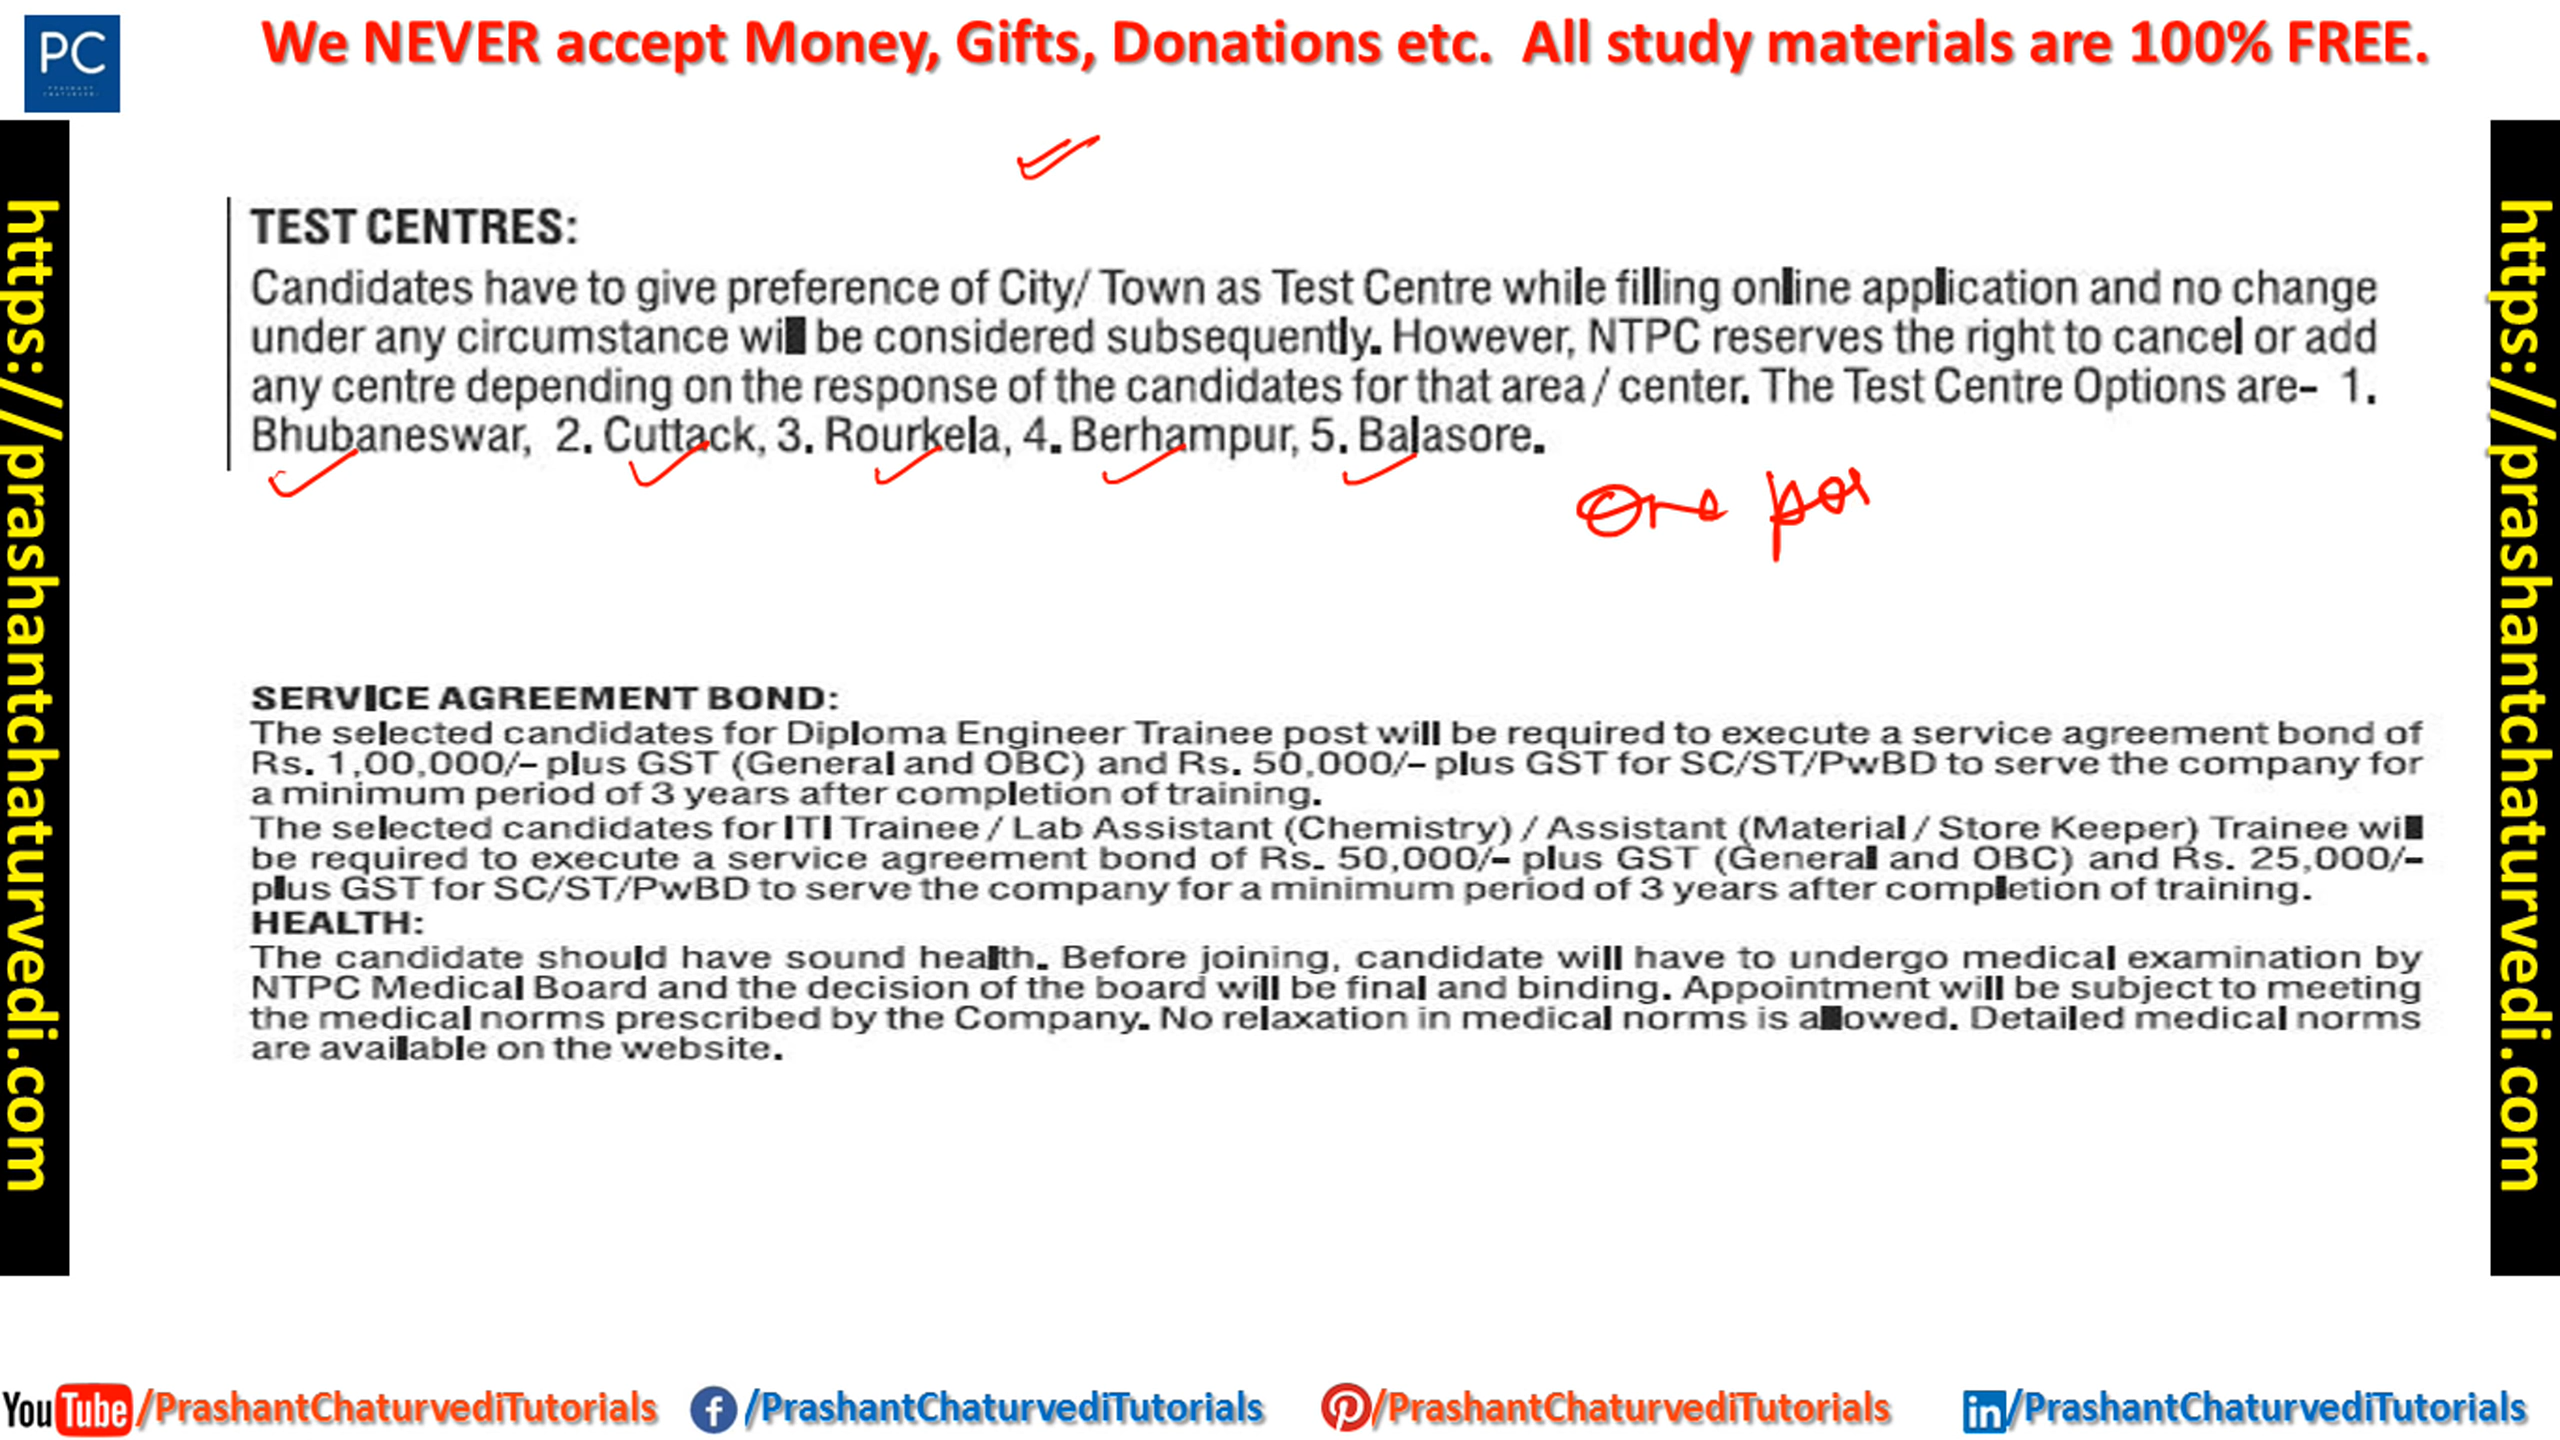 PC
PRASHANT
CHATURVEDI
We NEVER accept Money, Gifts, Donations etc.  All study materials are 100% FREE.
https://prashantchaturvedi.com
TEST CENTRES:
Candidates have to give preference of City/ Town as Test Centre while filling online application and no change
under any circumstance will be considered subsequently. However, NTPC reserves the right to cancel or add
any centre depending on the response of the candidates for that area / center. The Test Centre Options are- 1.
Bhubaneswar, 2. Cuttack, 3. Rourkela, 4. Berhampur, 5. Balasore.
One
SERVICE AGREEMENT BOND:
The selected candidates for Diploma Engineer Trainee post will be required to execute a service agreement bond of
Rs. 1,00,000/- plus GST (General and OBC) and Rs. 50,000/- plus GST for SC/ST/PwBD to serve the company for
a minimum period of 3 years after completion of training.
The selected candidates for ITI Trainee / Lab Assistant (Chemistry) / Assistant (Material / Store Keeper) Trainee will
be required to execute a service agreement bond of Rs. 50,000/- plus GST (General and OBC) and Rs. 25,000/-
plus GST for SC/ST/PwBD to serve the company for a minimum period of 3 years after completion of training.
HEALTH:
The candidate should have sound health. Before joining, candidate will have to undergo medical examination by
NTPC Medical Board and the decision of the board will be final and binding. Appointment will be subject to meeting
the medical norms prescribed by the Company. No relaxation in medical norms is allowed. Detailed medical norms
are available on the website.
https://prashantchaturvedi.com
YouTube /PrashantChaturvediTutorials f /PrashantChaturvediTutorials /PrashantChaturvediTutorials in /PrashantChaturvediTutorials